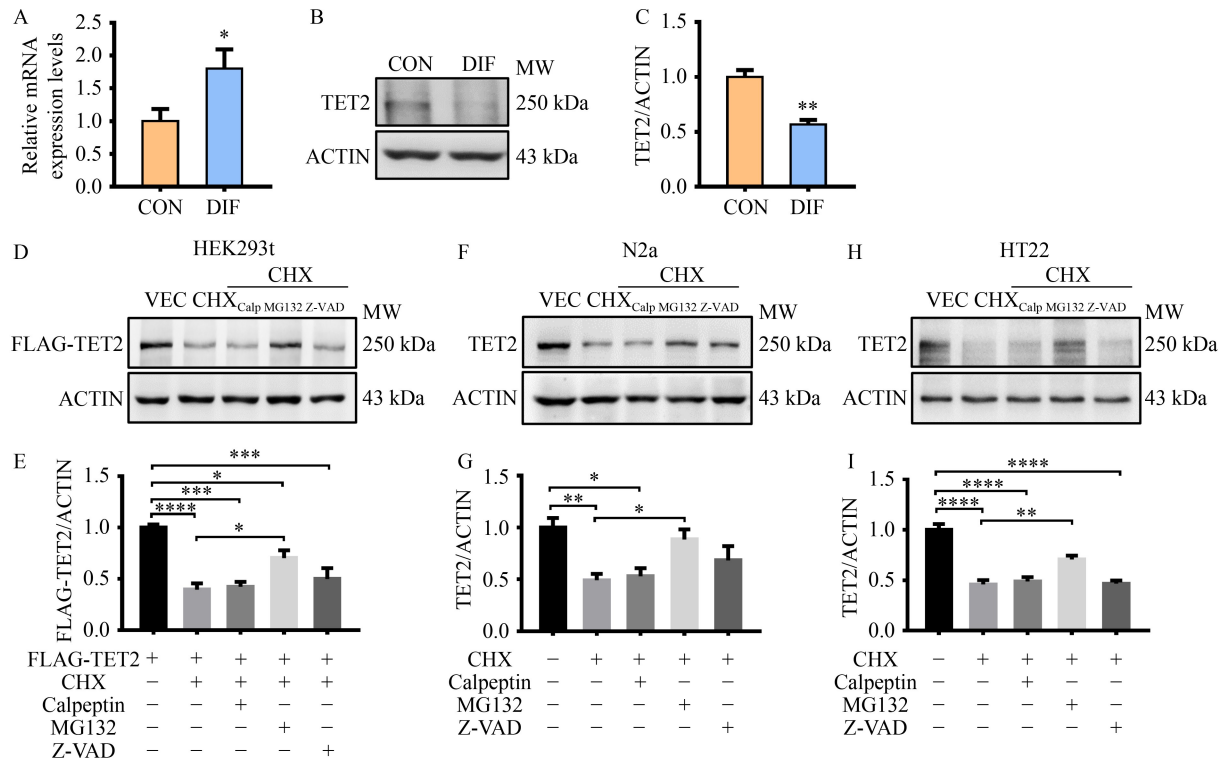 A
Relative mRNA
expression levels
2.5
2.0
1.5
1.0
0.5
0.0
*
CON DIF
B
CON DIF MW
TET2 250 kDa
ACTIN 43 kDa
C
TET2/ACTIN
1.5
1.0
0.5
0.0
**
CON DIF
D
HEK293t
CHX
VEC CHX Calp MG132 Z-VAD MW
FLAG-TET2 250 kDa
ACTIN 43 kDa
F
N2a
CHX
VEC CHX Calp MG132 Z-VAD MW
TET2 250 kDa
ACTIN 43 kDa
H
HT22
CHX
VEC CHX Calp MG132 Z-VAD MW
TET2 250 kDa
ACTIN 43 kDa
E
FLAG-TET2/ACTIN
1.5
1.0
0.5
0.0
***
*
***
****
*
FLAG-TET2 + + + + +
CHX − + + + +
Calpeptin − − + − −
MG132 − − − + −
Z-VAD − − − − +
G
TET2/ACTIN
1.5
1.0
0.5
0.0
*
**
*
CHX − + + + +
Calpeptin − − + − −
MG132 − − − + −
Z-VAD − − − − +
I
TET2/ACTIN
1.5
1.0
0.5
0.0
****
****
****
**
CHX − + + + +
Calpeptin − − + − −
MG132 − − − + −
Z-VAD − − − − +